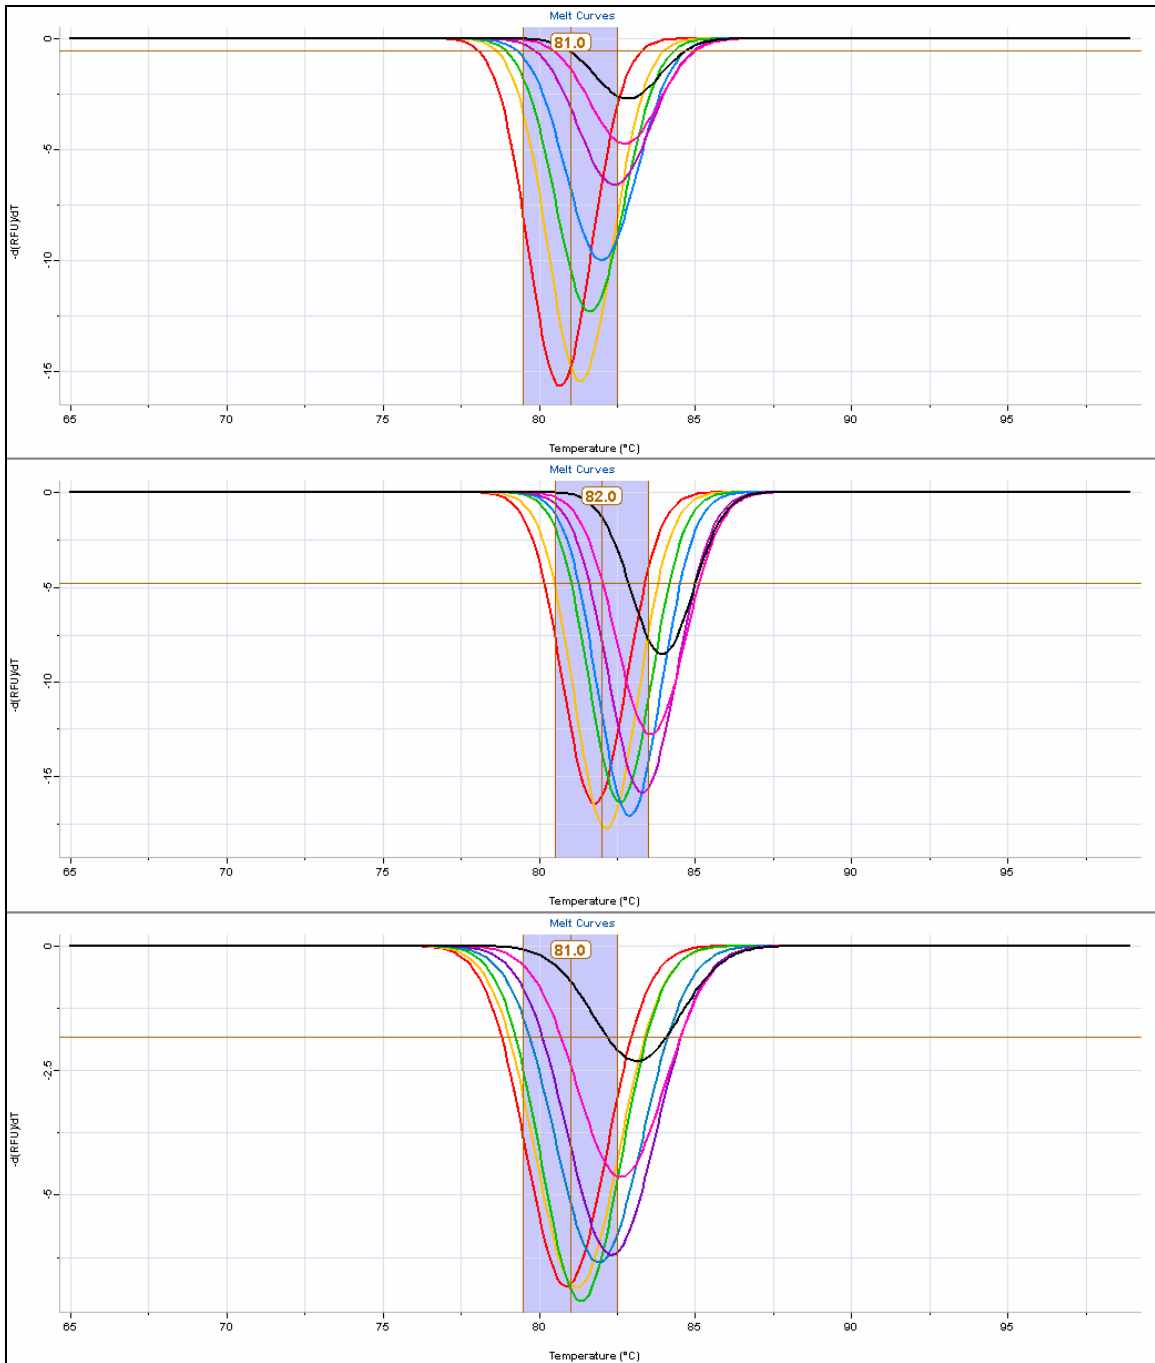 Melt Curves
81.0
0
-5
-10
-15
-d(RFU)/dT
65 70 75 80 85 90 95
Temperature (°C)
Melt Curves
82.0
0
-5
-10
-15
-d(RFU)/dT
65 70 75 80 85 90 95
Temperature (°C)
Melt Curves
81.0
0
-2.5
-5
-d(RFU)/dT
65 70 75 80 85 90 95
Temperature (°C)